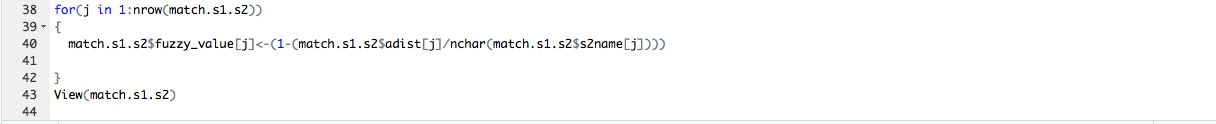 38 for(j in 1:nrow(match.s1.s2))
39 {
40 match.s1.s2$fuzzy_value[j]<-(1-(match.s1.s2$adist[j]/nchar(match.s1.s2$s2name[j])))
41
42 }
43 View(match.s1.s2)
44